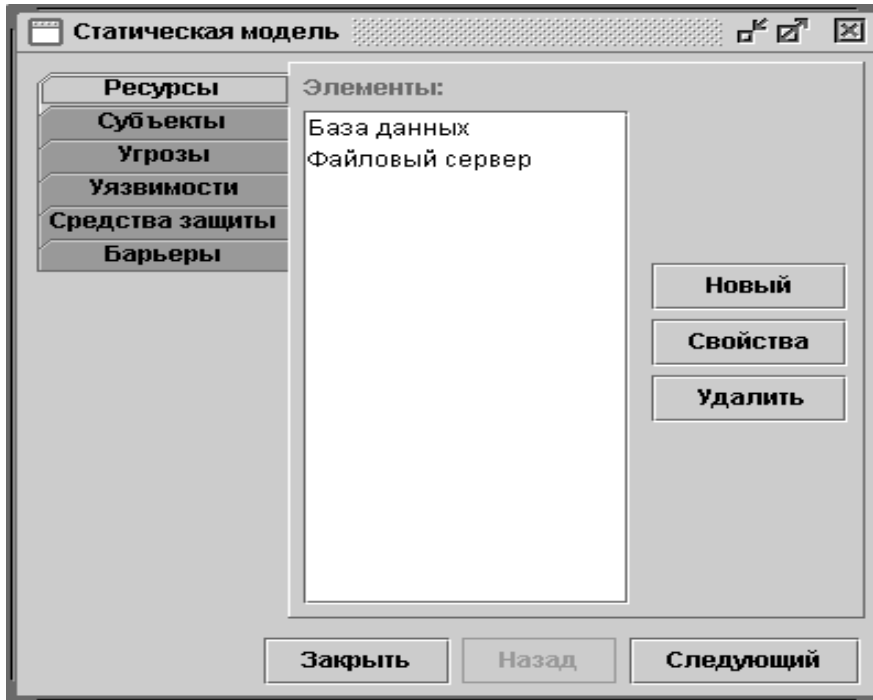 Статическая модель
Ресурсы
Субъекты
Угрозы
Уязвимости
Средства защиты
Барьеры
Элементы:
База данных
Файловый сервер
Новый
Свойства
Удалить
Закрыть
Назад
Следующий